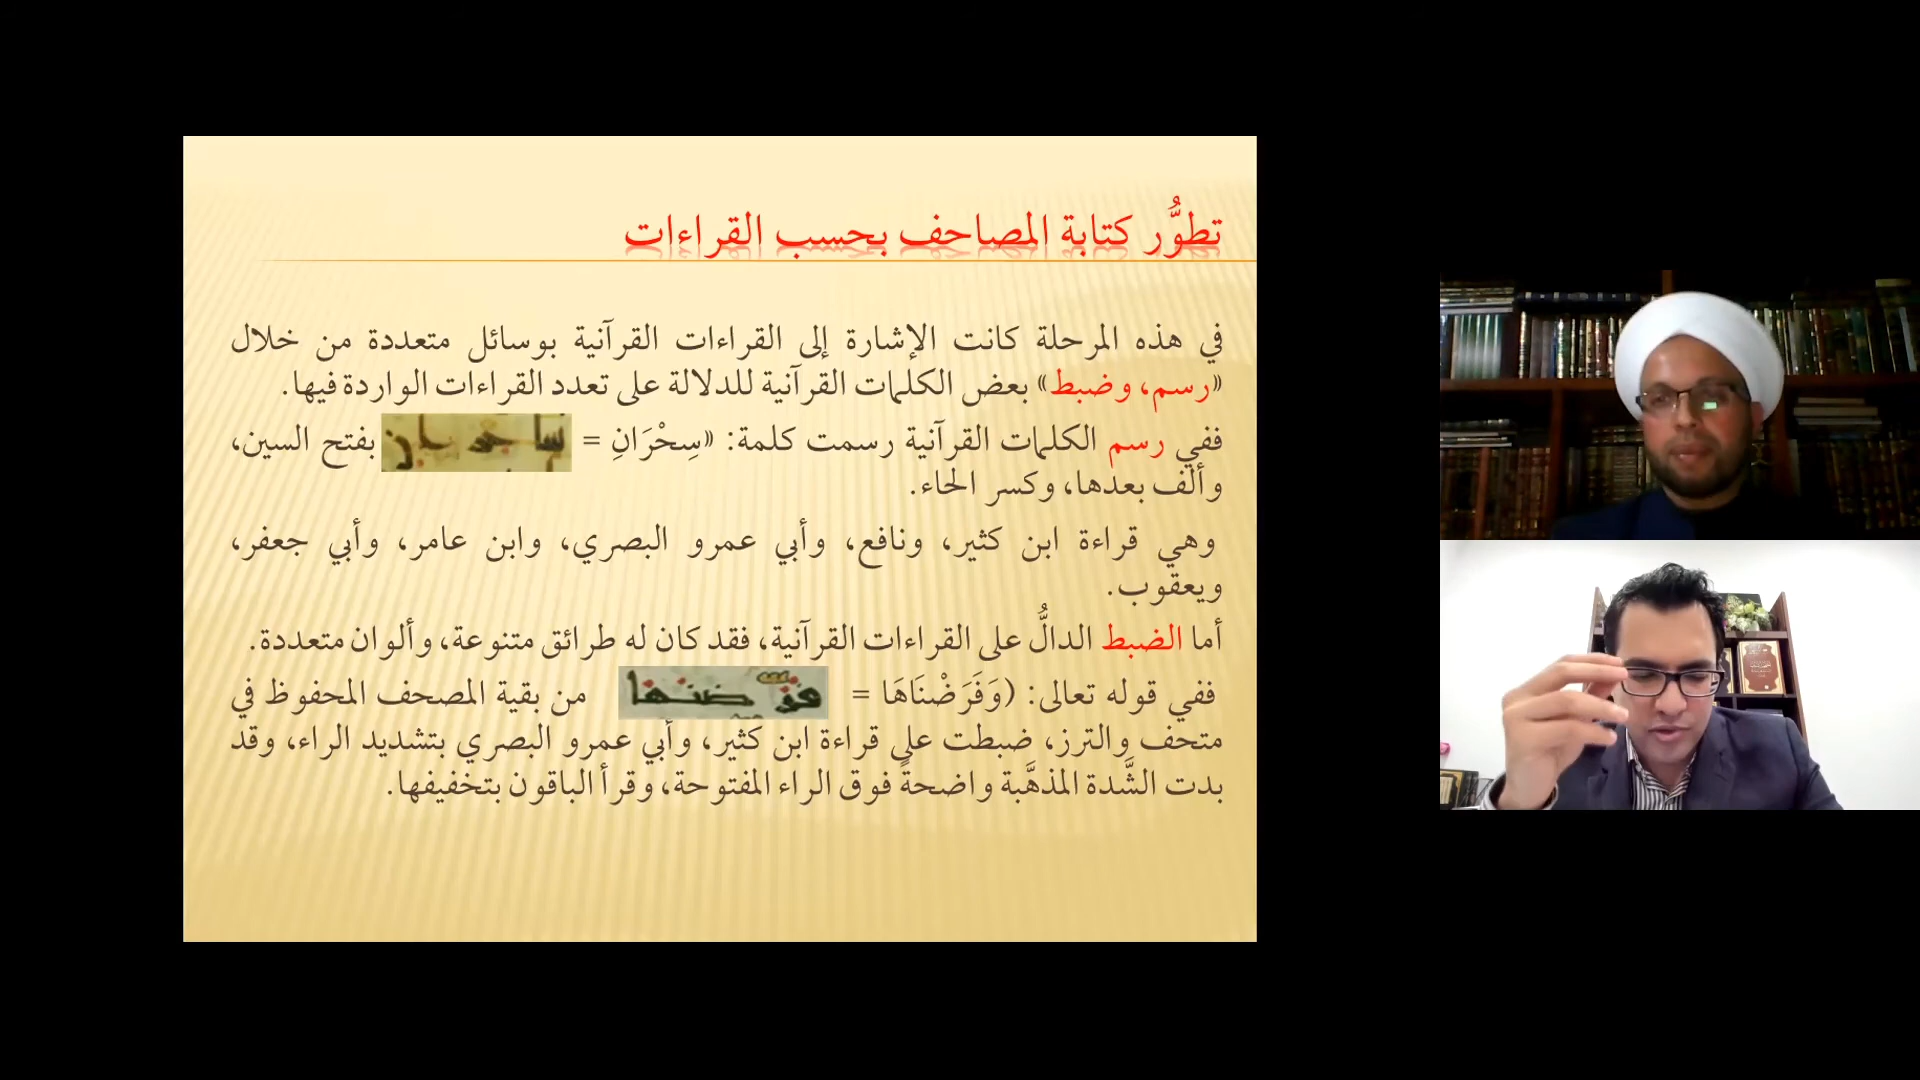 تطوُّر كتابة المصاحف بحسب القراءات
في هذه المرحلة كانت الإشارة إلى القراءات القرآنية بوسائل متعددة من خلال
«رسم، وضبط» بعض الكلمات القرآنية للدلالة على تعدد القراءات الواردة فيها.
ففي رسم الكلمات القرآنية رسمت كلمة: «سِحْرَانِ = ساحران بفتح السين،
وألف بعدها، وكسر الحاء.
وهي قراءة ابن كثير، ونافع، وأبي عمرو البصري، وابن عامر، وأبي جعفر،
ويعقوب.
أما الضبط الدالُّ على القراءات القرآنية، فقد كان له طرائق متنوعة، وألوان متعددة.
ففي قوله تعالى: (وَفَرَضْنَاهَا = فرضنها من بقية المصحف المحفوظ في
متحف والترز، ضبطت على قراءة ابن كثير، وأبي عمرو البصري بتشديد الراء، وقد
بدت الشَّدة المذهَّبة واضحةً فوق الراء المفتوحة، وقرأ الباقون بتخفيفها.